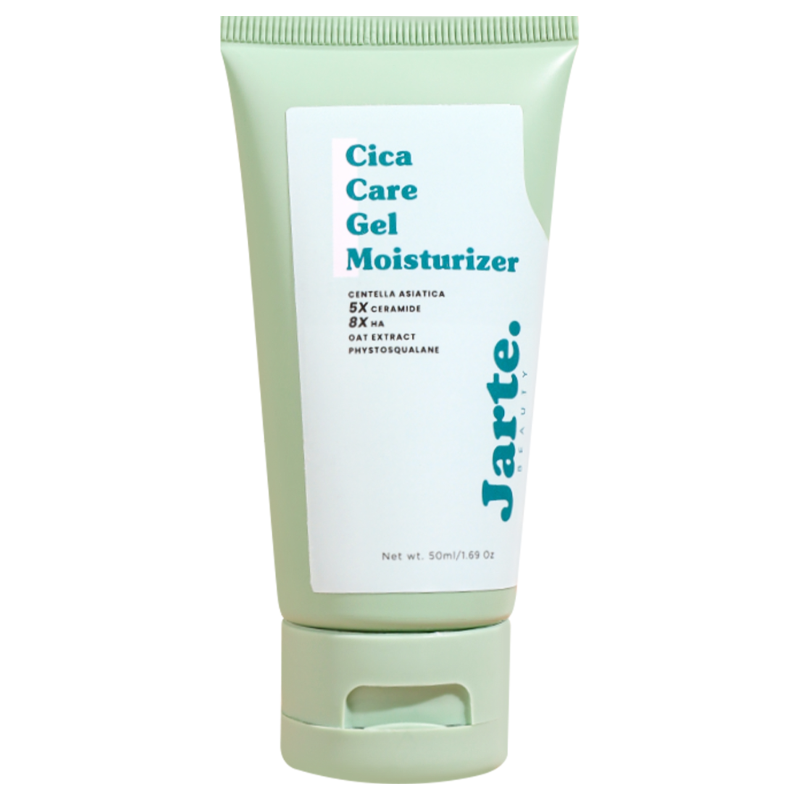 Cica
Care
Gel
Moisturizer
CENTELLA ASIATICA
5X CERAMIDE
8X HA
OAT EXTRACT
PHYSTOSQUALANE
Jarte.
BEAUTY
Net wt. 50ml/1.69 Oz